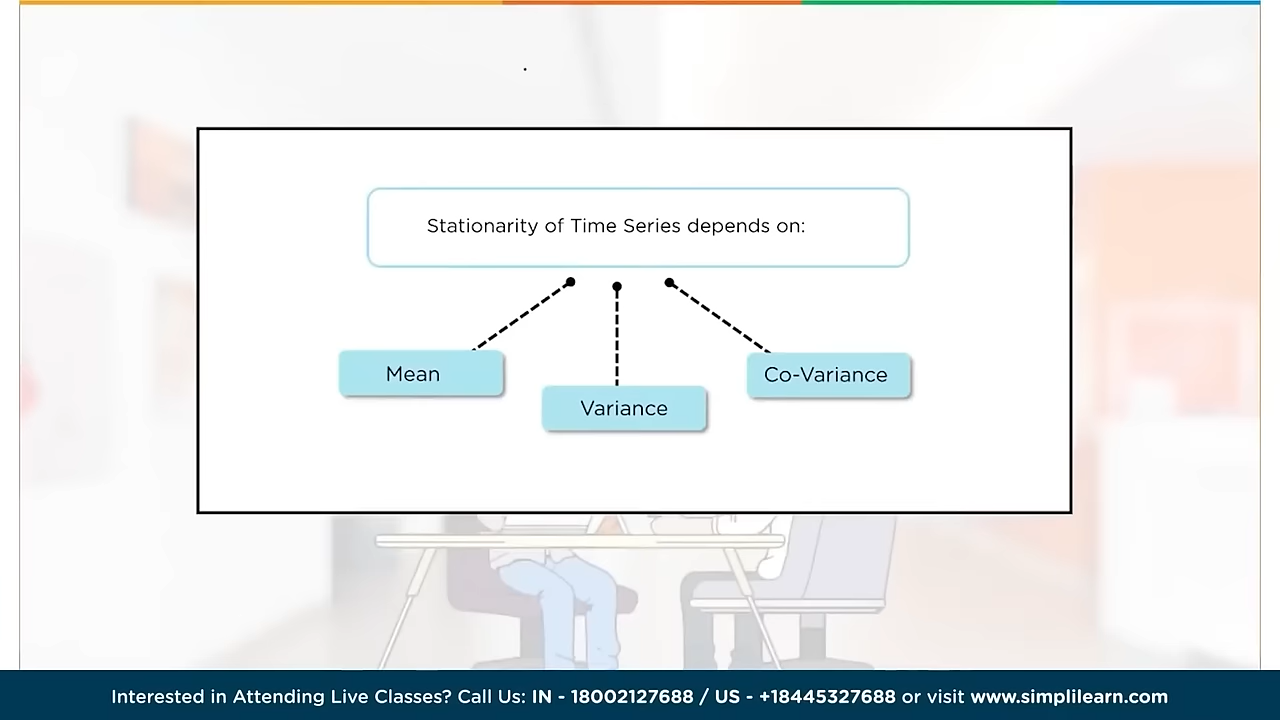 Stationarity of Time Series depends on:
Mean
Variance
Co-Variance
Interested in Attending Live Classes? Call Us: IN - 18002127688 / US - +18445327688 or visit www.simplilearn.com